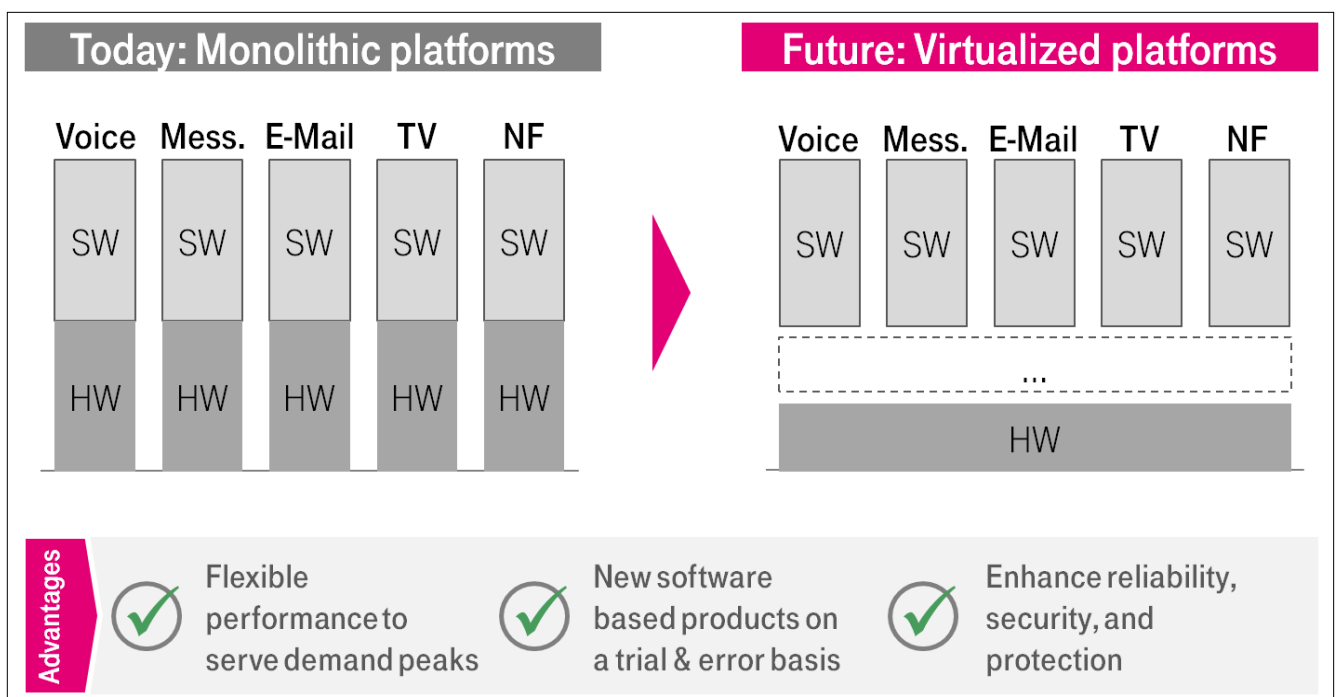 Today: Monolithic platforms
Future: Virtualized platforms
Voice Mess. E-Mail TV NF
SW SW SW SW SW
HW HW HW HW HW
Voice Mess. E-Mail TV NF
SW SW SW SW SW
...
HW
Advantages
Flexible
performance to
serve demand peaks
New software
based products on
a trial & error basis
Enhance reliability,
security, and
protection